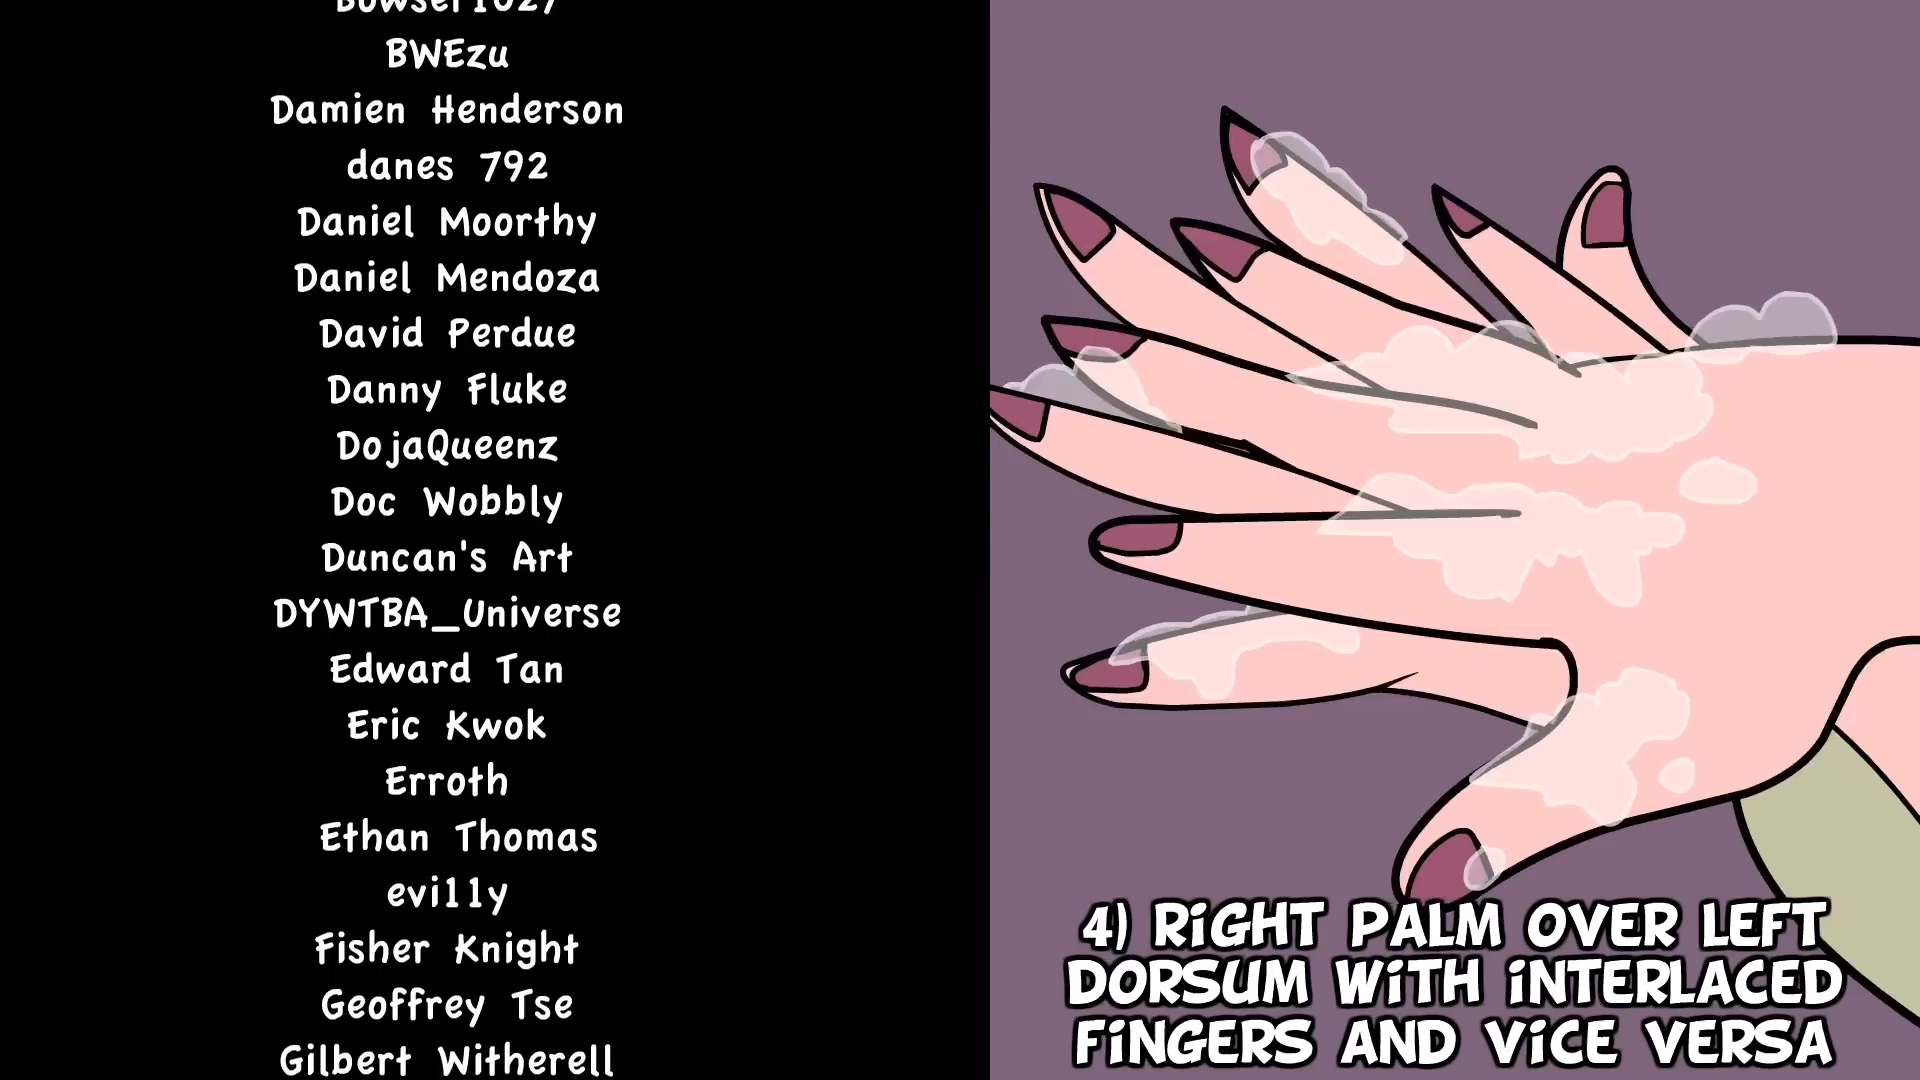 BWEzu
Damien Henderson
danes 792
Daniel Moorthy
Daniel Mendoza
David Perdue
Danny Fluke
DojaQueenz
Doc Wobbly
Duncan's Art
DYWTBA_Universe
Edward Tan
Eric Kwok
Erroth
Ethan Thomas
evi11y
Fisher Knight
Geoffrey Tse
Gilbert Witherell
4) RiGHT PALM OVER LEFT
DORSUM WiTH iNTERLACED
FiNGERS AND ViCE VERSA